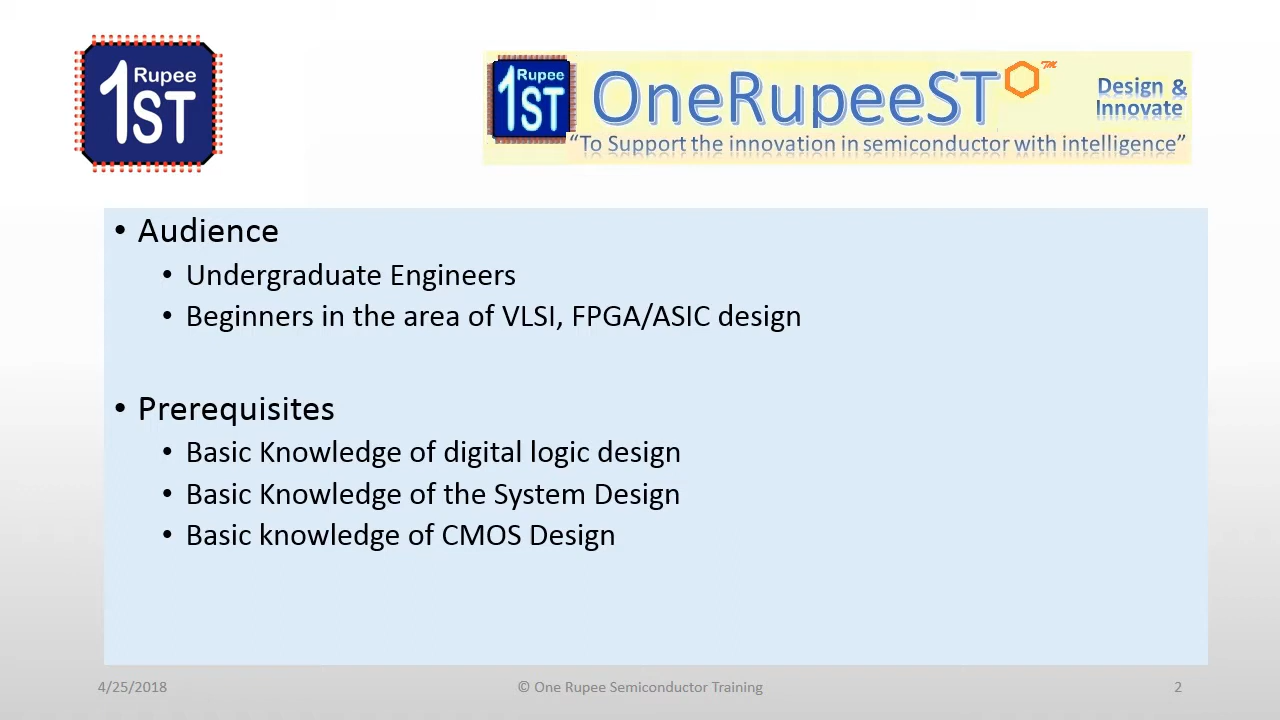 1 Rupee
ST
1 Rupee
ST
OneRupeeST™
Design &
Innovate
“To Support the innovation in semiconductor with intelligence”
• Audience
• Undergraduate Engineers
• Beginners in the area of VLSI, FPGA/ASIC design
• Prerequisites
• Basic Knowledge of digital logic design
• Basic Knowledge of the System Design
• Basic knowledge of CMOS Design
4/25/2018
© One Rupee Semiconductor Training
2